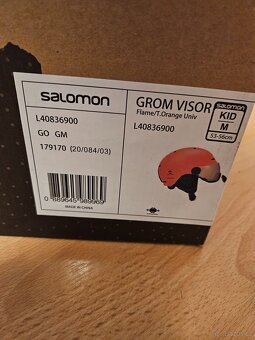 salomon
L40836900
GO GM
179170 (20/084/03)
MADE IN CHINA
GROM VISOR
Flame/T.Orange Univ
L40836900
salomon
KID
M
53-56cm